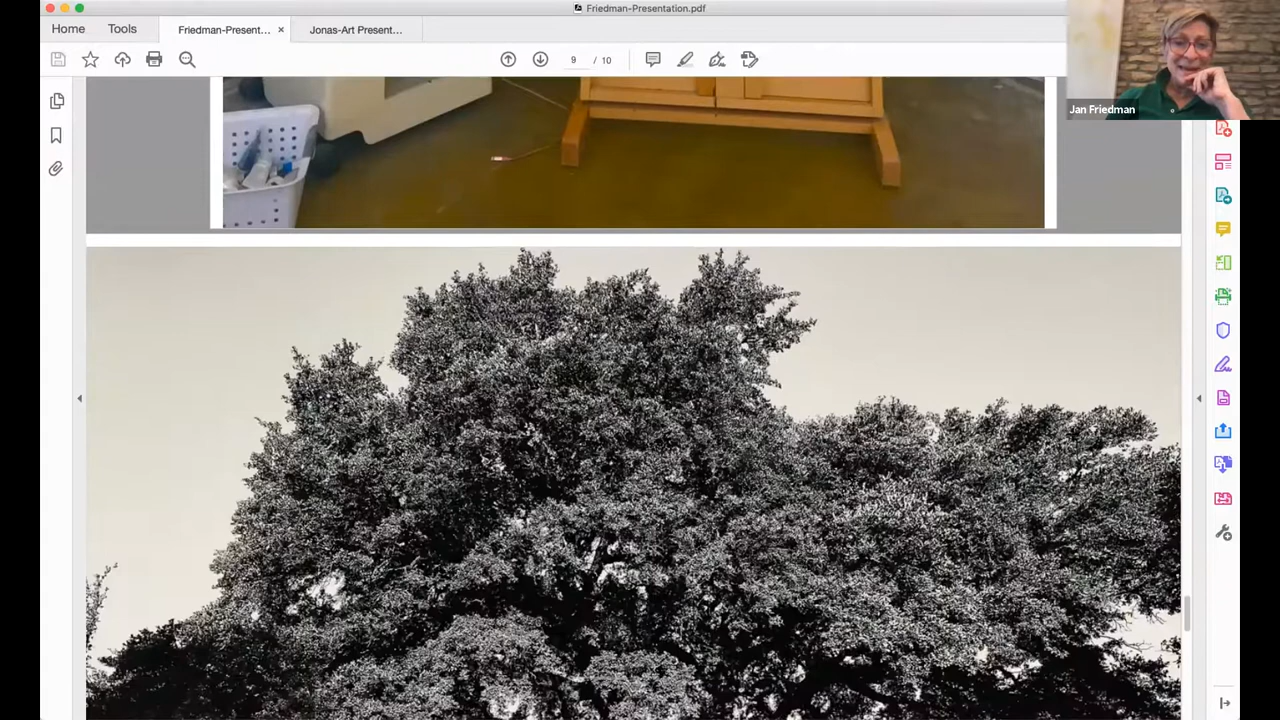 Friedman-Presentation.pdf
Home
Tools
Friedman-Present...
×
Jonas-Art Present...
9 / 10
Jan Friedman